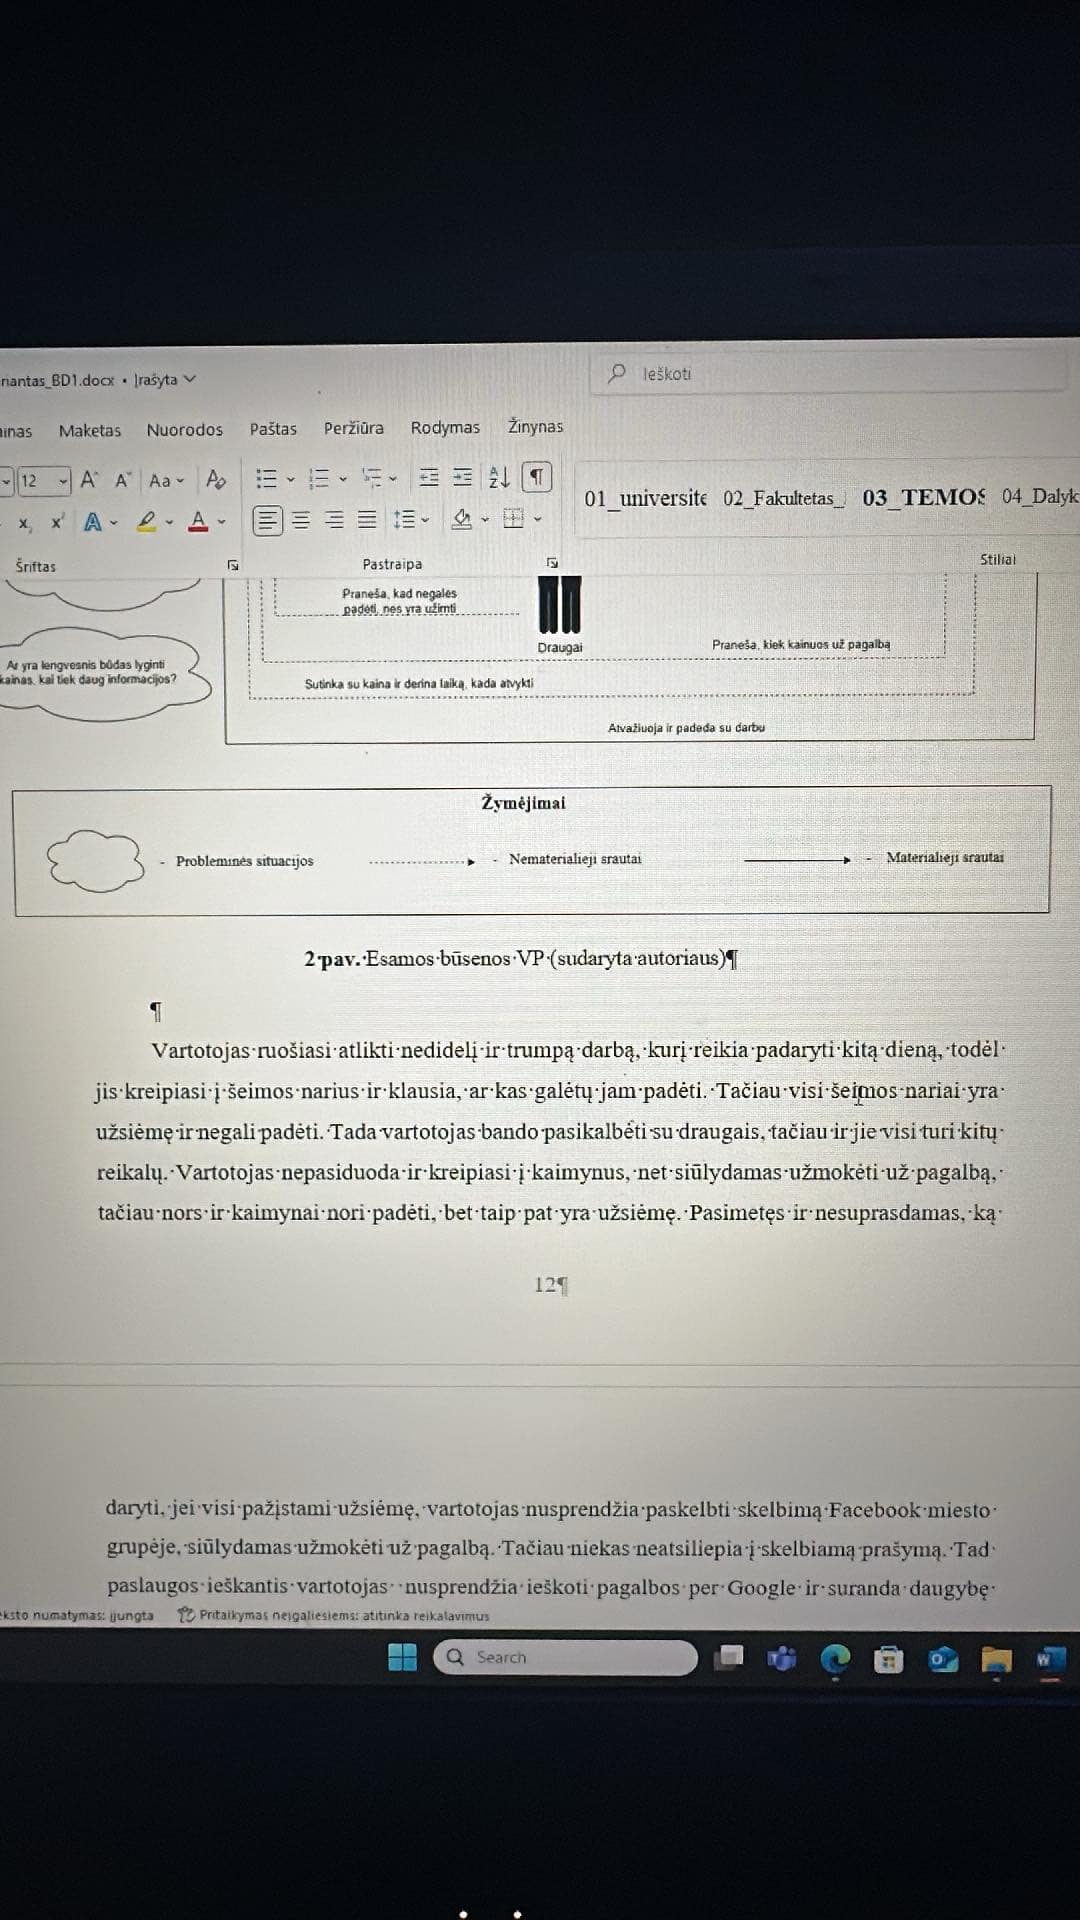 riantas_BD1.docx • Įrašyta
Ieškoti
Maketas Nuorodos Paštas Peržiūra Rodymas Žinynas
12 Aa
01_universite 02_Fakultetas_ 03_TEMOS 04_Dalyk
Šriftas Pastraipa Stiliai
Praneša, kad negalės
padėti, nes yra užimti
Draugai
Praneša, kiek kainuos už pagalbą
Ar yra lengvesnis būdas lyginti
kainas, kai tiek daug informacijos?
Sutinka su kaina ir derina laiką, kada atvykti
Atvažiuoja ir padeda su darbu
Žymėjimai
- Probleminės situacijos - Nematerialieji srautai - Materialieji srautai
2 pav. Esamos būsenos VP (sudaryta autoriaus)¶
¶
Vartotojas ruošiasi atlikti nedidelį ir trumpą darbą, kurį reikia padaryti kitą dieną, todėl
jis kreipiasi į šeimos narius ir klausia, ar kas galėtų jam padėti. Tačiau visi šeimos nariai yra
užsiėmę ir negali padėti. Tada vartotojas bando pasikalbėti su draugais, tačiau ir jie visi turi kitų
reikalų. Vartotojas nepasiduoda ir kreipiasi į kaimynus, net siūlydamas užmokėti už pagalbą,
tačiau nors ir kaimynai nori padėti, bet taip pat yra užsiėmę. Pasimetęs ir nesuprasdamas, ką
12¶
daryti, jei visi pažįstami užsiėmę, vartotojas nusprendžia paskelbti skelbimą Facebook miesto
grupėje, siūlydamas užmokėti už pagalbą. Tačiau niekas neatsiliepia į skelbiamą prašymą. Tad
paslaugos ieškantis vartotojas nusprendžia ieškoti pagalbos per Google ir suranda daugybę
eksto numatymas: įjungta Pritaikymas neįgaliesiems: atitinka reikalavimus
Search